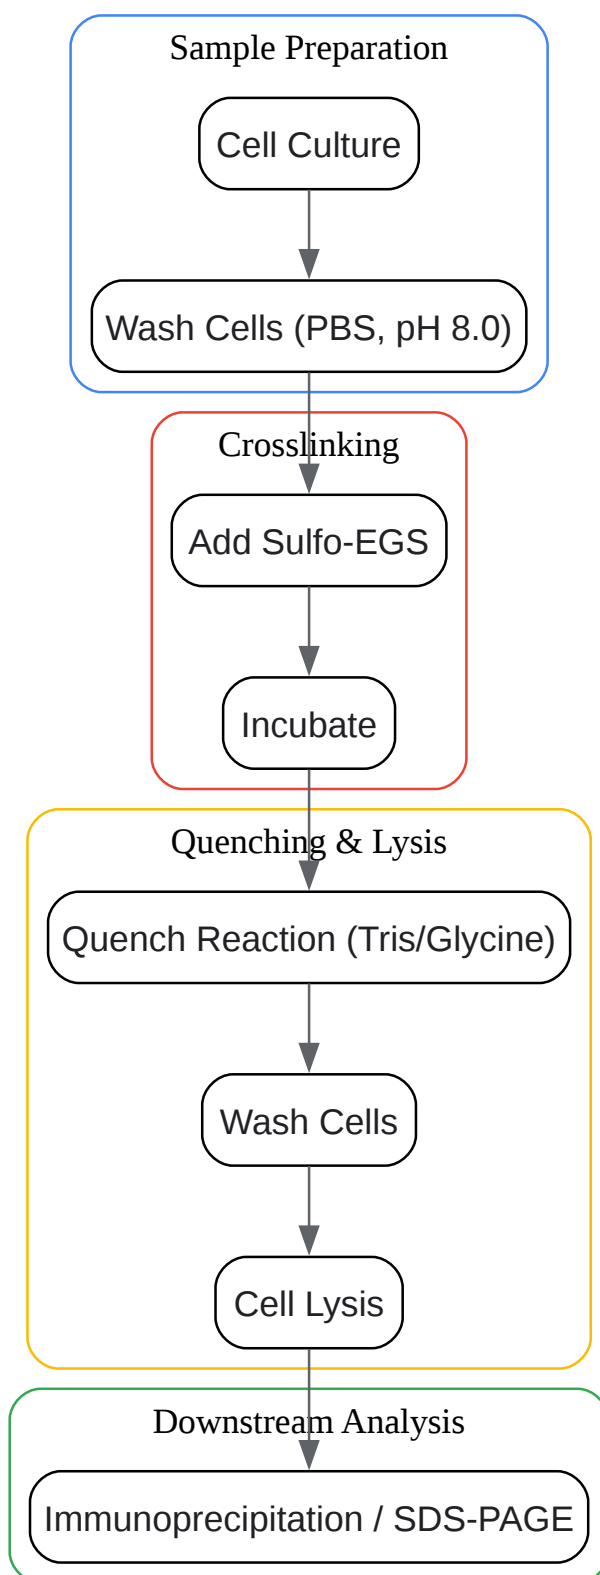 Sample Preparation
Cell Culture
Wash Cells (PBS, pH 8.0)
Crosslinking
Add Sulfo-EGS
Incubate
Quenching & Lysis
Quench Reaction (Tris/Glycine)
Wash Cells
Cell Lysis
Downstream Analysis
Immunoprecipitation / SDS-PAGE